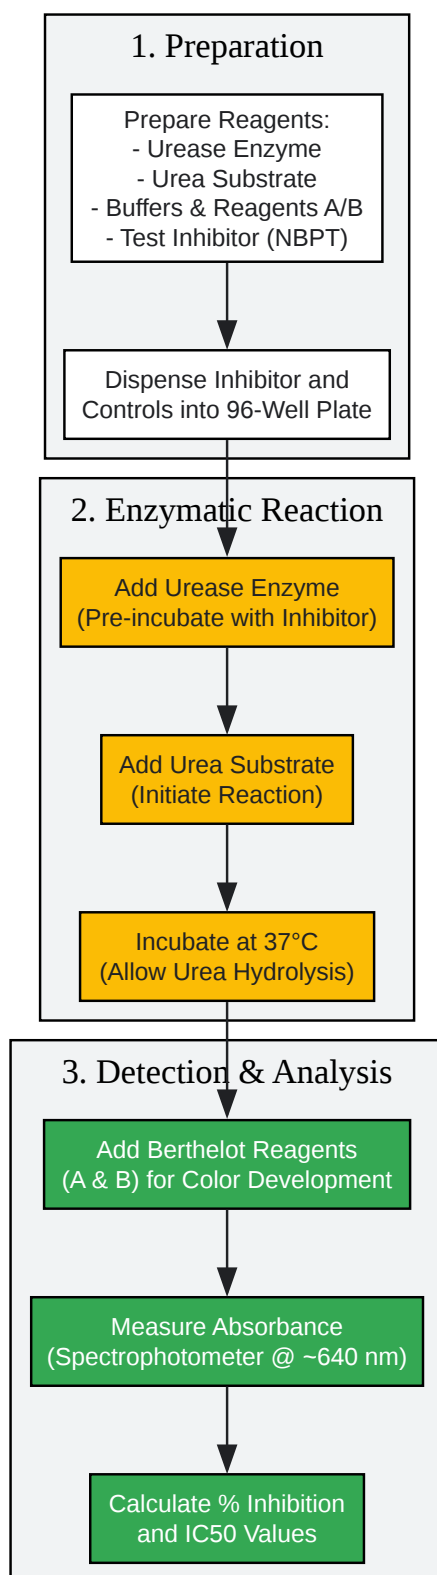 1. Preparation
Prepare Reagents:
- Urease Enzyme
- Urea Substrate
- Buffers & Reagents A/B
- Test Inhibitor (NBPT)
Dispense Inhibitor and
Controls into 96-Well Plate
2. Enzymatic Reaction
Add Urease Enzyme
(Pre-incubate with Inhibitor)
Add Urea Substrate
(Initiate Reaction)
Incubate at 37°C
(Allow Urea Hydrolysis)
3. Detection & Analysis
Add Berthelot Reagents
(A & B) for Color Development
Measure Absorbance
(Spectrophotometer @ ~640 nm)
Calculate % Inhibition
and IC50 Values